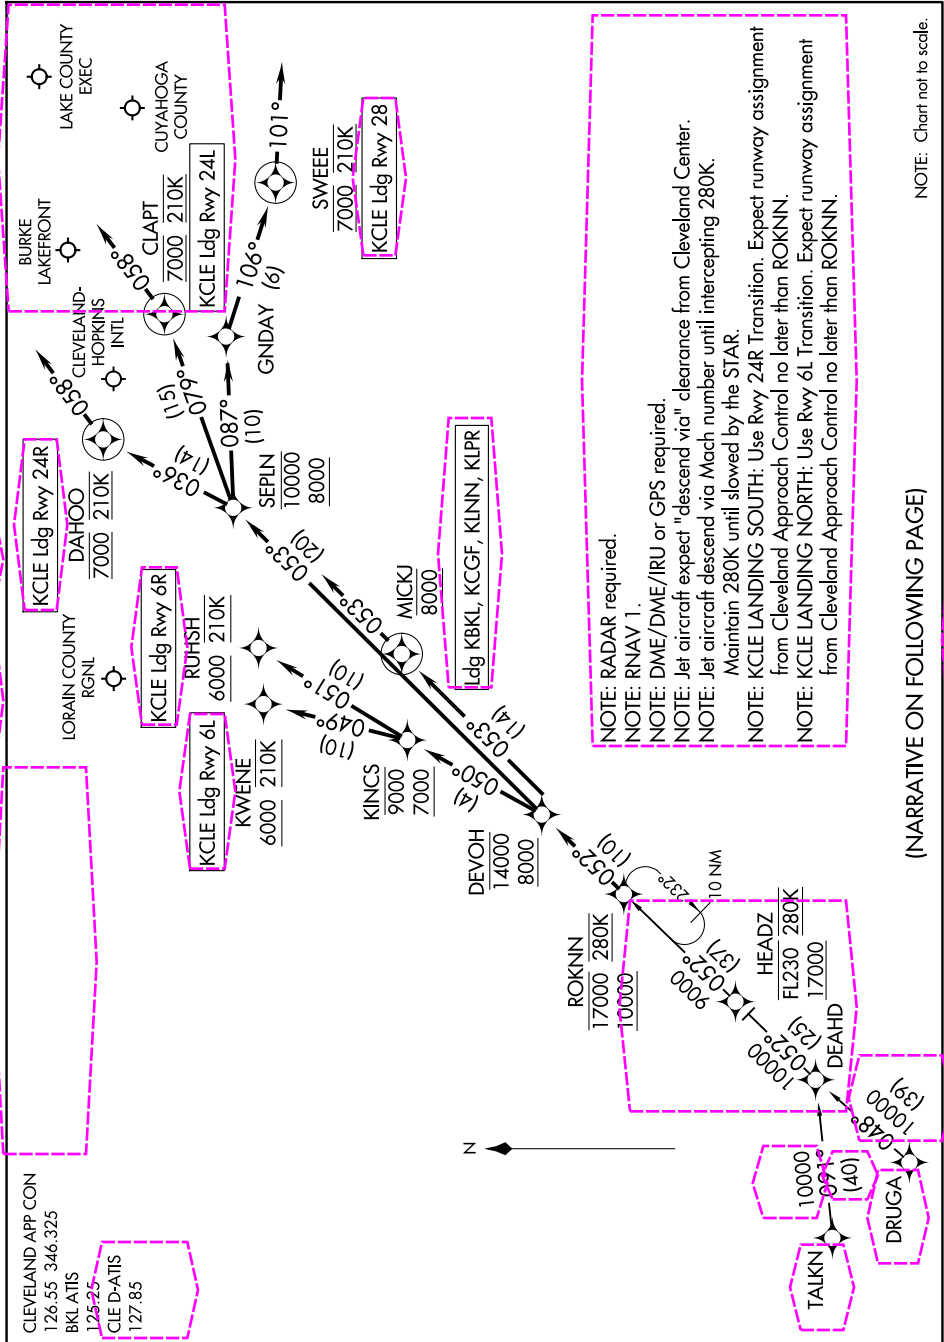 CLEVELAND APP CON
126.55 346.325
BKL ATIS
125.25
CLE D-ATIS
127.85
LORAIN COUNTY
RGNL
CLEVELAND-
HOPKINS
INTL
BURKE
LAKEFRONT
LAKE COUNTY
EXEC
CUYAHOGA
COUNTY
KCLE Ldg Rwy 24R
DAHOO
7000 210K
058°
CLAPT
7000 210K
KCLE Ldg Rwy 24L
058°
KCLE Ldg Rwy 6R
RUHSH
6000 210K
KCLE Ldg Rwy 6L
KWENE
6000 210K
036°
(14)
(15)
079°
087°
(10)
GNDAY
106°
(6)
101°
SWEEE
7000 210K
KCLE Ldg Rwy 28
SEPLN
10000
8000
053°
(20)
(10)
049°
051°
(10)
KINCS
9000
7000
053°
MICKJ
8000
Ldg KBKL, KCGF, KLNN, KLPR
(4)
050°
053°
(14)
DEVOH
14000
8000
052°
(10)
ROKNN
17000 280K
10000
232°
10 NM
9000
052°
(37)
HEADZ
FL230 280K
17000
10000
052°
(25)
DEAHD
N
10000
091°
(40)
TALKN
048°
10000
(39)
DRUGA
NOTE: RADAR required.
NOTE: RNAV 1.
NOTE: DME/DME/IRU or GPS required.
NOTE: Jet aircraft expect "descend via" clearance from Cleveland Center.
NOTE: Jet aircraft descend via Mach number until intercepting 280K.
Maintain 280K until slowed by the STAR.
NOTE: KCLE LANDING SOUTH: Use Rwy 24R Transition. Expect runway assignment
from Cleveland Approach Control no later than ROKNN.
NOTE: KCLE LANDING NORTH: Use Rwy 6L Transition. Expect runway assignment
from Cleveland Approach Control no later than ROKNN.
(NARRATIVE ON FOLLOWING PAGE)
NOTE: Chart not to scale.